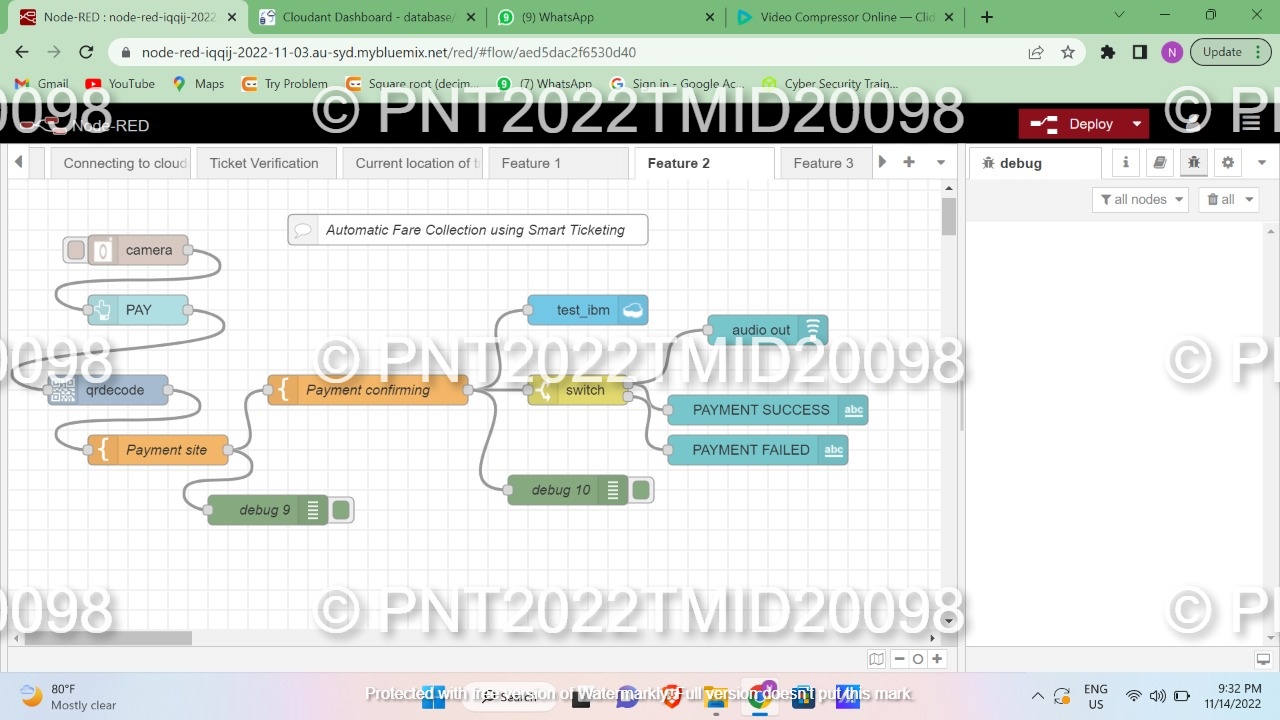 Node-red-iqqij-2022
Cloudant Dashboard - database/
(9) WhatsApp
Video Compressor Online — Clid
node-red-iqqij-2022-11-03.au-syd.mybluemix.net/red/#flow/aed5dac2f6530d40
Update
Gmail
YouTube
Maps
Try Problem
Square root (decim...
(7) WhatsApp
Sign in - Google Ac...
Cyber Security Train...
0098
© PNT2022TMID20098
© P
Node-RED
Deploy
Connecting to cloud
Ticket Verification
Current location of t
Feature 1
Feature 2
Feature 3
debug
all nodes
all
Automatic Fare Collection using Smart Ticketing
camera
PAY
test_ibm
audio out
0098
© PNT2022TMID20098
© P
qrdecode
Payment confirming
switch
PAYMENT SUCCESS
abc
Payment site
PAYMENT FAILED
abc
debug 10
debug 9
0098
© PNT2022TMID20098
© P
80°F
Mostly clear
Protected with free version of Watermarkly. Full version doesn't put this mark.
Search
ENG
US
9:32 PM
11/14/2022